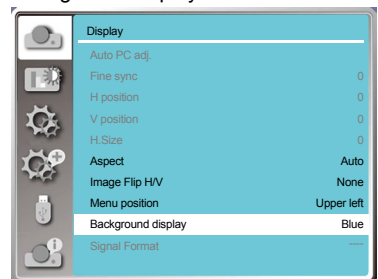 Display
Auto PC adj.
Fine sync 0
H position 0
V position 0
H.Size 0
Aspect Auto
Image Flip H/V None
Menu position Upper left
Background display Blue
Signal Format ---